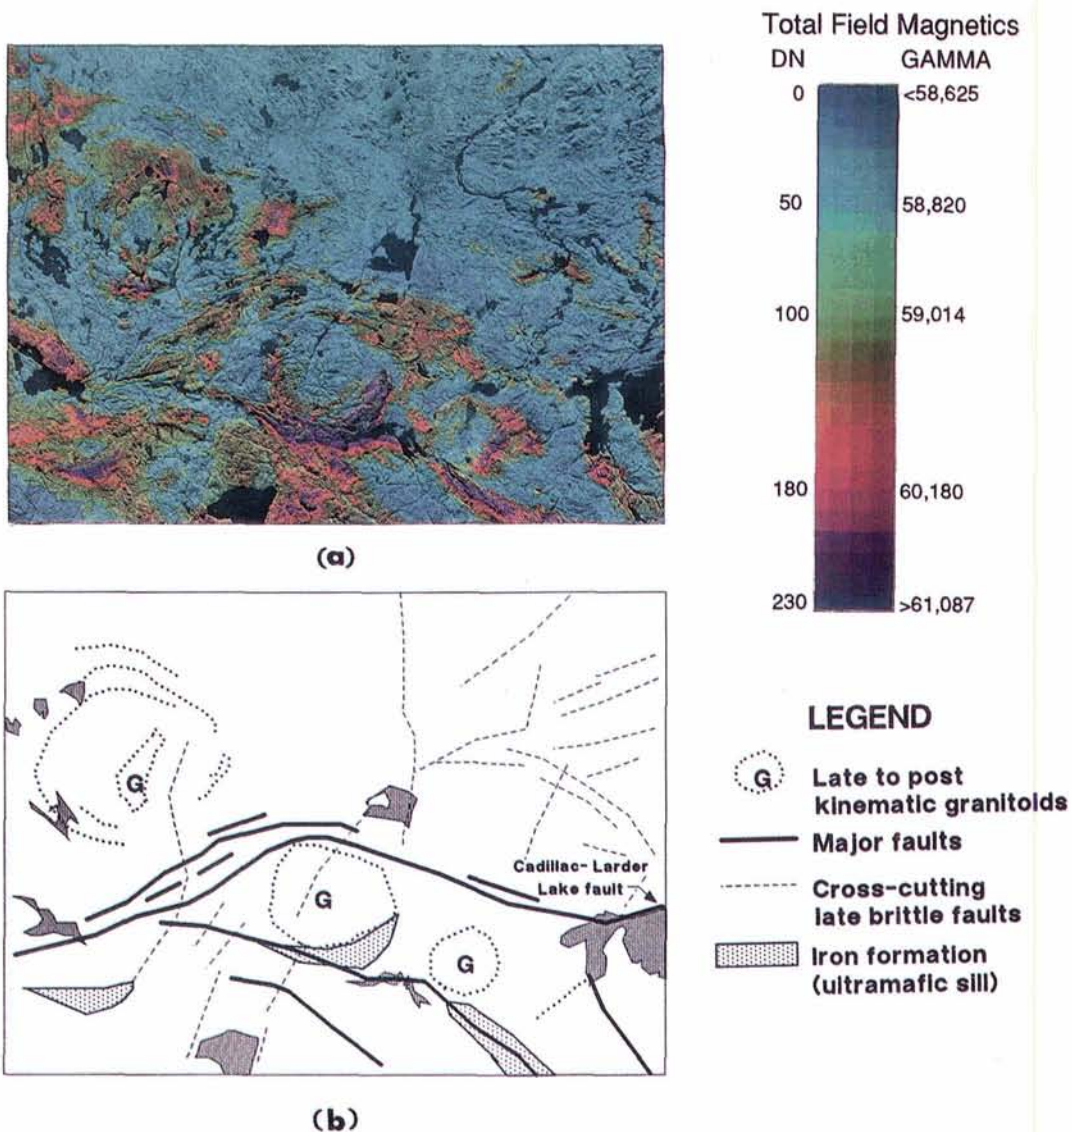 Total Field Magnetics
DN GAMMA
0 <58,625
50 58,820
100 59,014
180 60,180
230 >61,087
(a)
G
G
G
Cadillac-Larder
Lake fault
(b)
LEGEND
G Late to post
kinematic granitoids
Major faults
Cross-cutting
late brittle faults
Iron formation
(ultramafic sill)